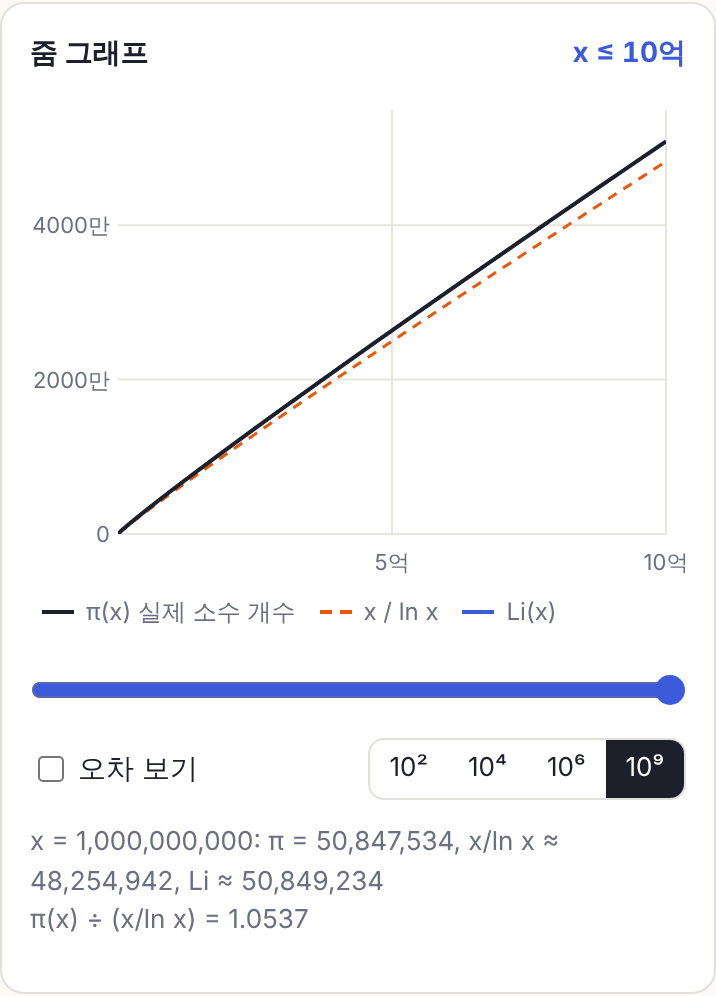 줌 그래프
x ≤ 10억
4000만
2000만
0
5억
10억
π(x) 실제 소수 개수
x / ln x
Li(x)
오차 보기
10²
10⁴
10⁶
10⁹
x = 1,000,000,000: π = 50,847,534, x/ln x ≈
48,254,942, Li ≈ 50,849,234
π(x) ÷ (x/ln x) = 1.0537